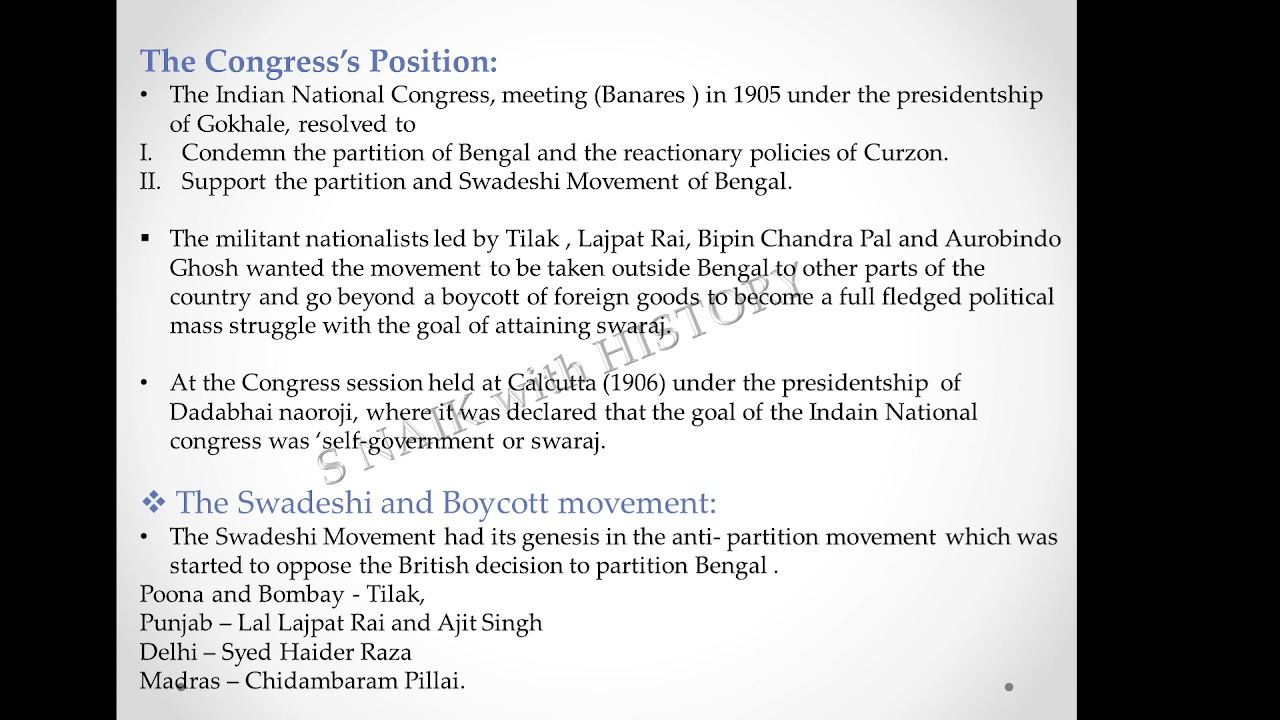 The Congress’s Position:
• The Indian National Congress, meeting (Banares ) in 1905 under the presidentship
of Gokhale, resolved to
I. Condemn the partition of Bengal and the reactionary policies of Curzon.
II. Support the partition and Swadeshi Movement of Bengal.
▪ The militant nationalists led by Tilak , Lajpat Rai, Bipin Chandra Pal and Aurobindo
Ghosh wanted the movement to be taken outside Bengal to other parts of the
country and go beyond a boycott of foreign goods to become a full fledged political
mass struggle with the goal of attaining swaraj.
• At the Congress session held at Calcutta (1906) under the presidentship of
Dadabhai naoroji, where it was declared that the goal of the Indain National
congress was ‘self-government or swaraj.
S NAIK with HISTORY
❖ The Swadeshi and Boycott movement:
• The Swadeshi Movement had its genesis in the anti- partition movement which was
started to oppose the British decision to partition Bengal .
Poona and Bombay - Tilak,
Punjab – Lal Lajpat Rai and Ajit Singh
Delhi – Syed Haider Raza
Madras – Chidambaram Pillai.